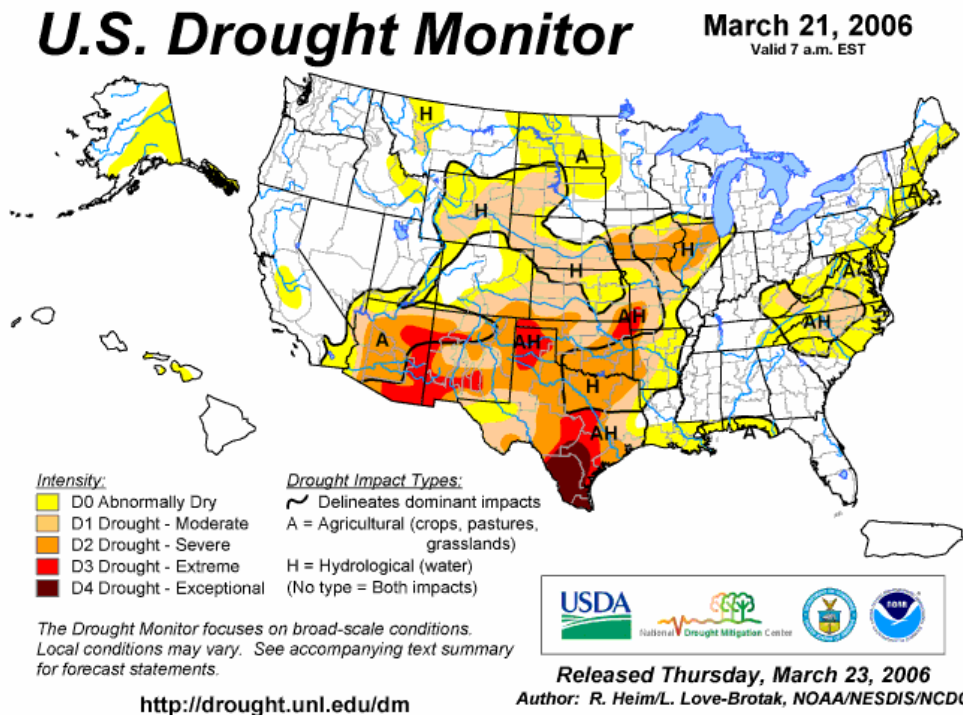 U.S. Drought Monitor
March 21, 2006
Valid 7 a.m. EST
H
A
H
A
H
H
A
AH
AH
A
AH
H
A
AH
Intensity:
D0 Abnormally Dry
D1 Drought - Moderate
D2 Drought - Severe
D3 Drought - Extreme
D4 Drought - Exceptional
Drought Impact Types:
Delineates dominant impacts
A = Agricultural (crops, pastures,
grasslands)
H = Hydrological (water)
(No type = Both impacts)
The Drought Monitor focuses on broad-scale conditions.
Local conditions may vary. See accompanying text summary
for forecast statements.
http://drought.unl.edu/dm
USDA
National Drought Mitigation Center
NOAA
Released Thursday, March 23, 2006
Author: R. Heim/L. Love-Brotak, NOAA/NESDIS/NCDC